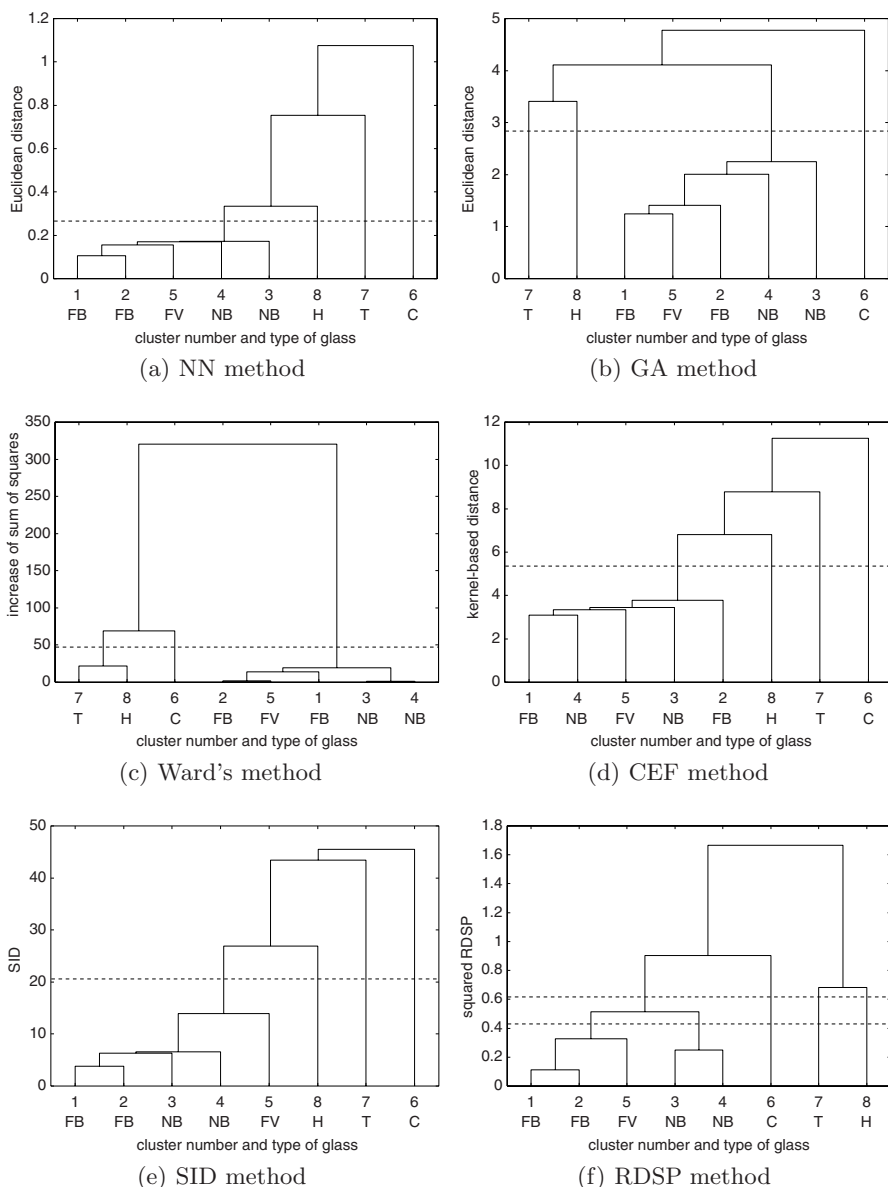 1.2
1
0.8
0.6
0.4
0.2
0
Euclidean distance
1 2 5 4 3 8 7 6
FB FB FV NB NB H T C
cluster number and type of glass
(a) NN method
5
4
3
2
1
0
Euclidean distance
7 8 1 5 2 4 3 6
T H FB FV FB NB NB C
cluster number and type of glass
(b) GA method
350
300
250
200
150
100
50
0
increase of sum of squares
7 8 6 2 5 1 3 4
T H C FB FV FB NB NB
cluster number and type of glass
(c) Ward's method
12
10
8
6
4
2
0
kernel-based distance
1 4 5 3 2 8 7 6
FB NB FV NB FB H T C
cluster number and type of glass
(d) CEF method
50
40
30
20
10
0
SID
1 2 3 4 5 8 7 6
FB FB NB NB FV H T C
cluster number and type of glass
(e) SID method
1.8
1.6
1.4
1.2
1
0.8
0.6
0.4
0.2
0
squared RDSP
1 2 5 3 4 6 7 8
FB FB FV NB NB C T H
cluster number and type of glass
(f) RDSP method